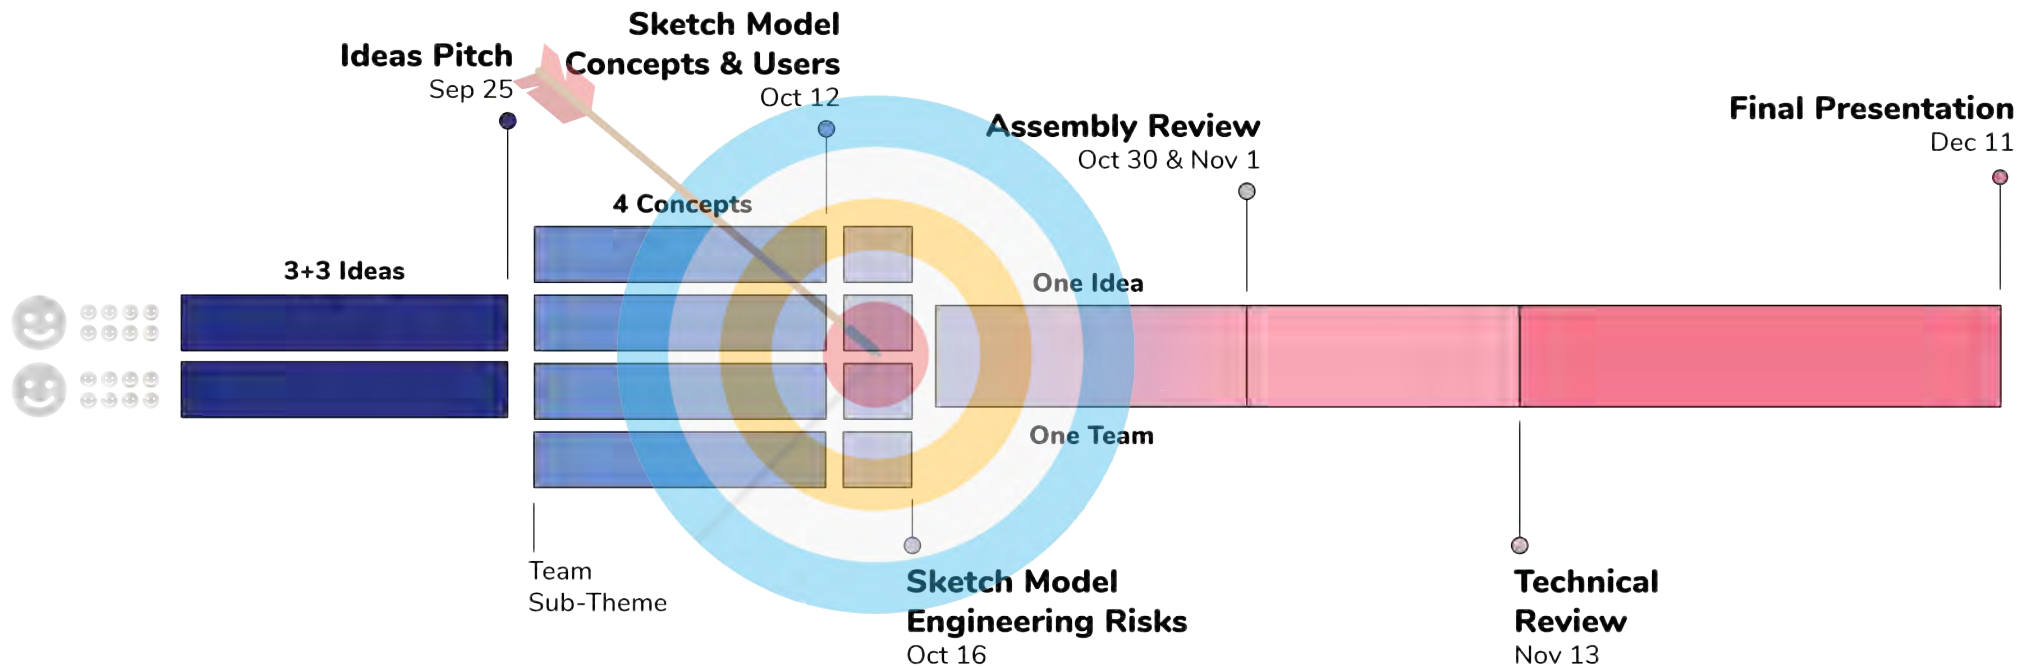 Ideas Pitch
Sep 25
Sketch Model
Concepts & Users
Oct 12
Assembly Review
Oct 30 & Nov 1
Final Presentation
Dec 11
3+3 Ideas
4 Concepts
One Idea
One Team
Team
Sub-Theme
Sketch Model
Engineering Risks
Oct 16
Technical
Review
Nov 13